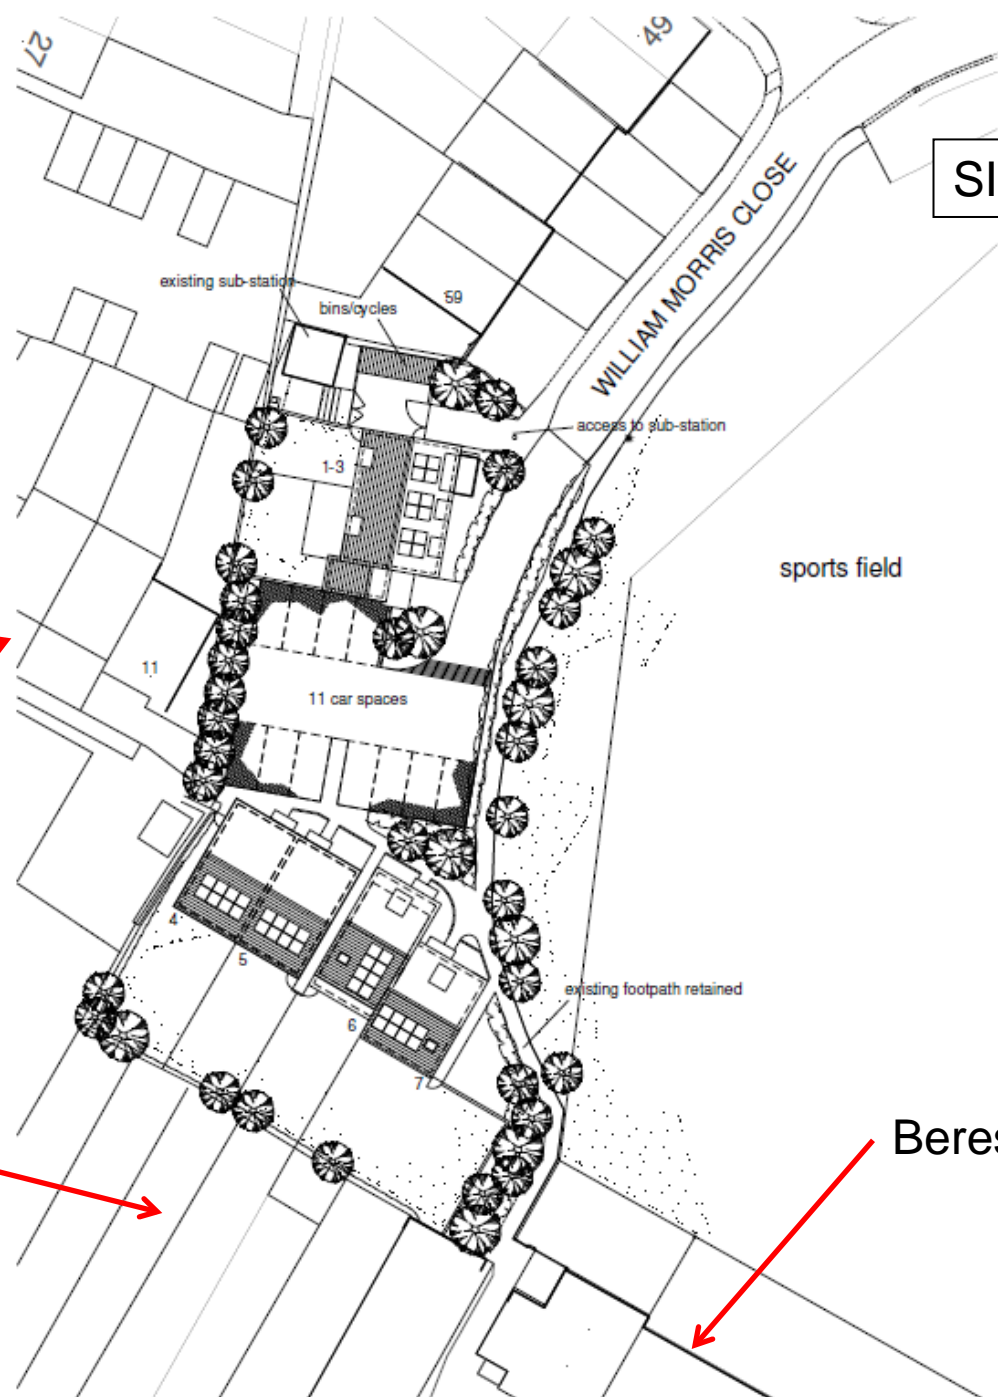 27
49
SI
WILLIAM MORRIS CLOSE
existing sub-station
bins/cycles
59
access to sub-station
1-3
sports field
11
11 car spaces
4
5
6
7
existing footpath retained
Beres